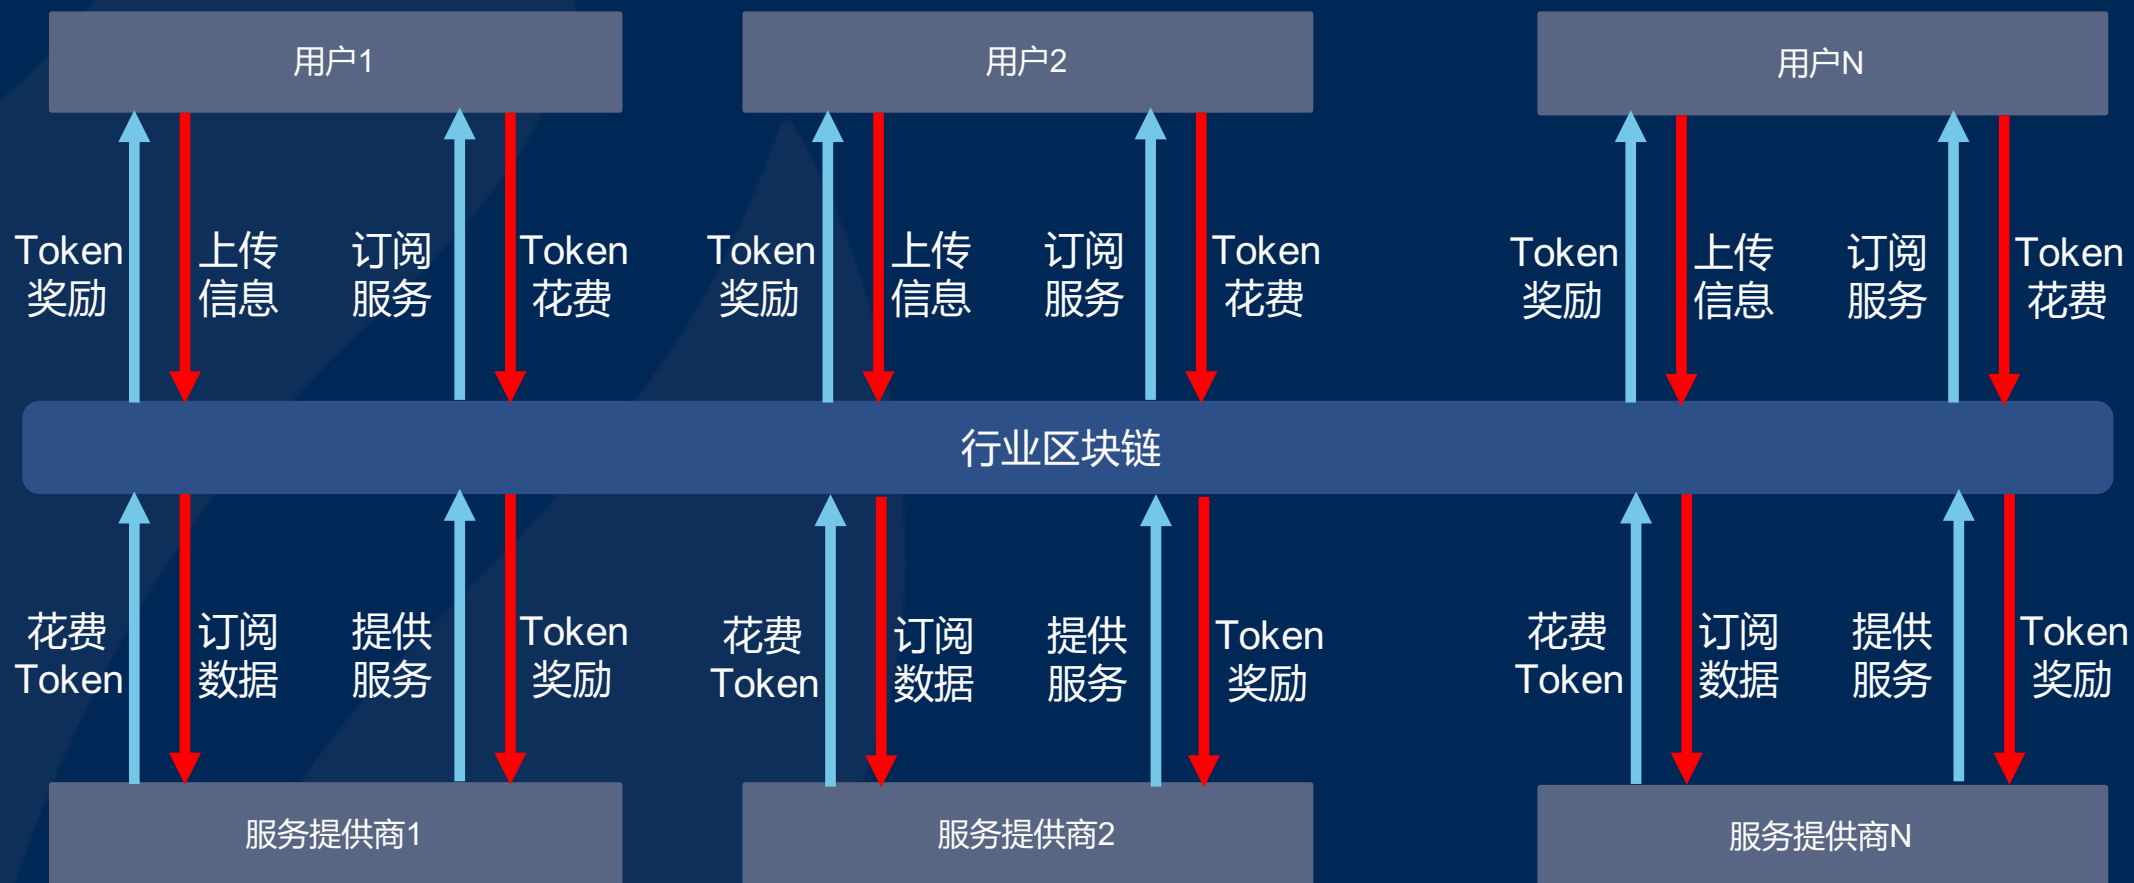 用户1
用户2
用户N
Token
奖励
上传
信息
订阅
服务
Token
花费
Token
奖励
上传
信息
订阅
服务
Token
花费
Token
奖励
上传
信息
订阅
服务
Token
花费
行业区块链
花费
Token
订阅
数据
提供
服务
Token
奖励
花费
Token
订阅
数据
提供
服务
Token
奖励
花费
Token
订阅
数据
提供
服务
Token
奖励
服务提供商1
服务提供商2
服务提供商N